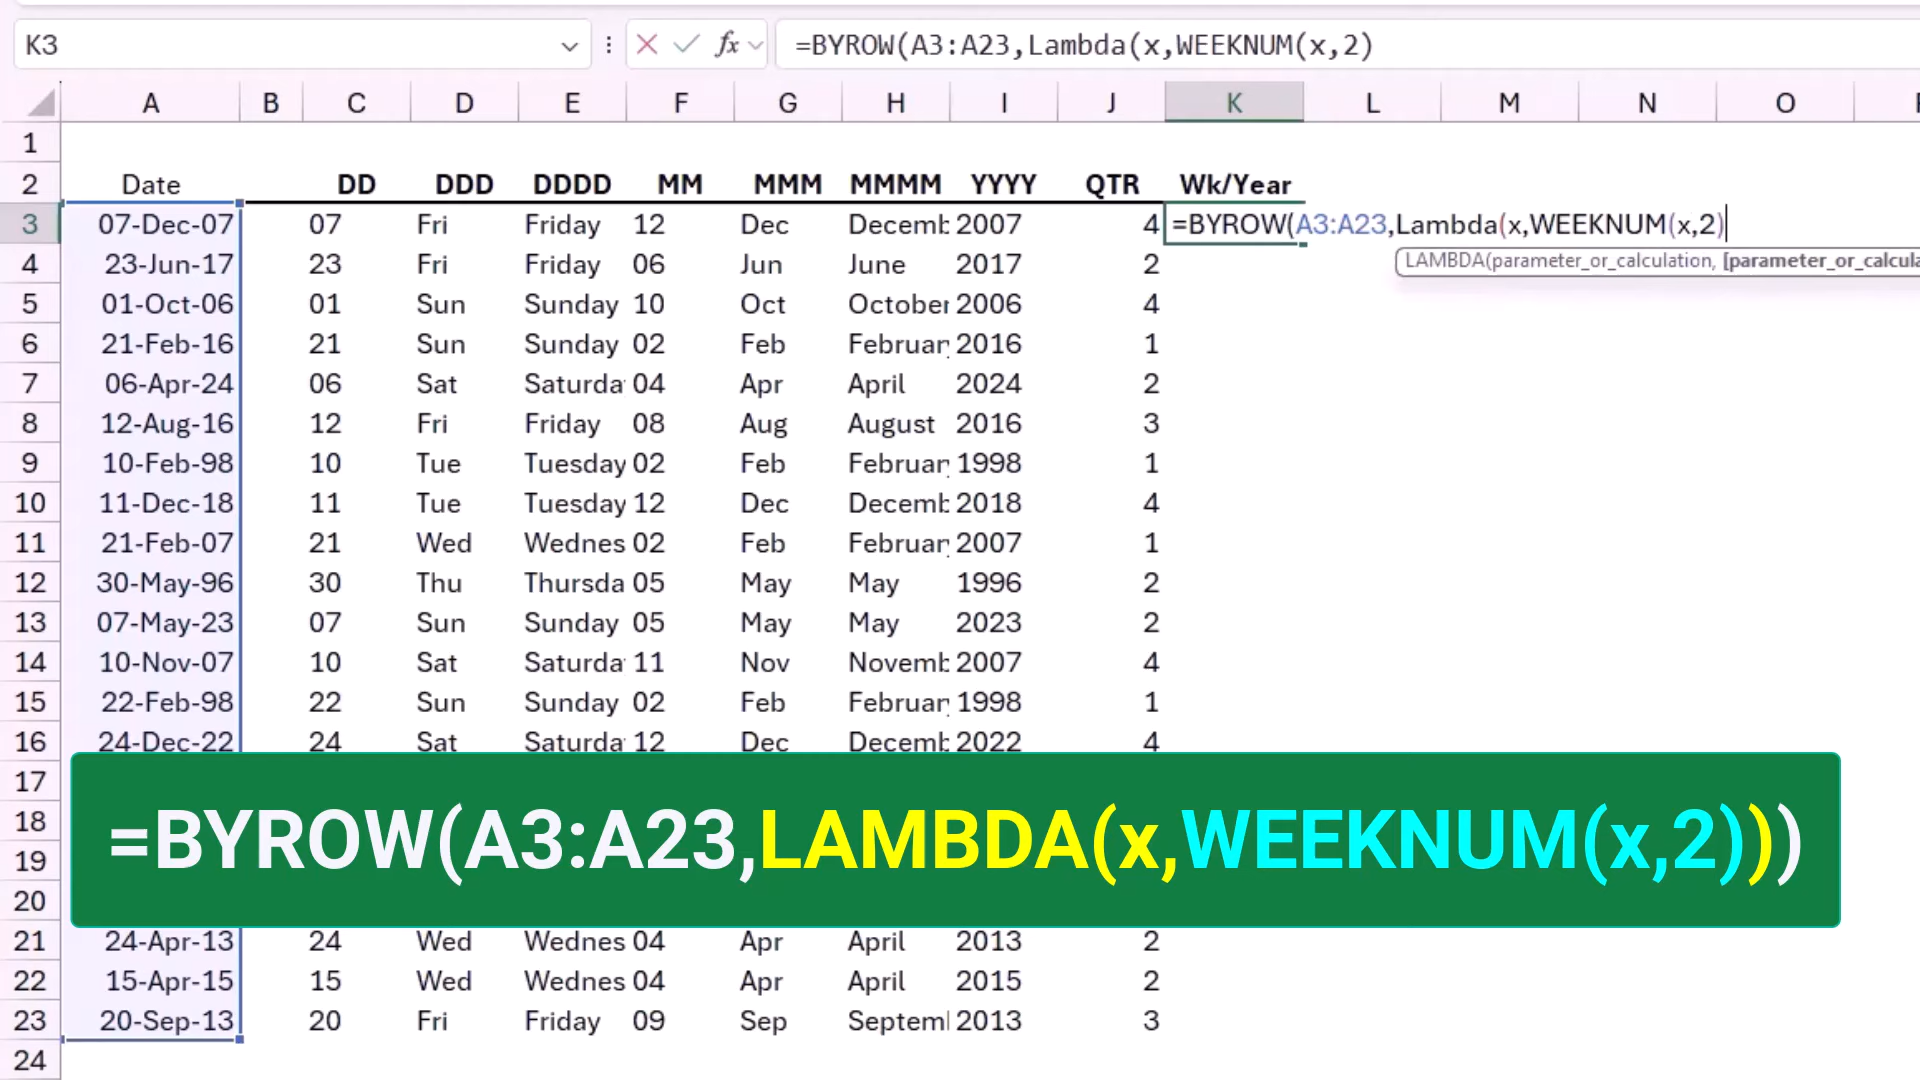 K3 fx =BYROW(A3:A23,Lambda(x,WEEKNUM(x,2)
A B C D E F G H I J K L M N O
1
2 Date DD DDD DDDD MM MMM MMMM YYYY QTR Wk/Year
3 07-Dec-07 07 Fri Friday 12 Dec Decemb 2007 4 =BYROW(A3:A23,Lambda(x,WEEKNUM(x,2)
LAMBDA(parameter_or_calculation, [parameter_or_calcula
4 23-Jun-17 23 Fri Friday 06 Jun June 2017 2
5 01-Oct-06 01 Sun Sunday 10 Oct October 2006 4
6 21-Feb-16 21 Sun Sunday 02 Feb Februar 2016 1
7 06-Apr-24 06 Sat Saturda 04 Apr April 2024 2
8 12-Aug-16 12 Fri Friday 08 Aug August 2016 3
9 10-Feb-98 10 Tue Tuesday 02 Feb Februar 1998 1
10 11-Dec-18 11 Tue Tuesday 12 Dec Decemb 2018 4
11 21-Feb-07 21 Wed Wednes 02 Feb Februar 2007 1
12 30-May-96 30 Thu Thursda 05 May May 1996 2
13 07-May-23 07 Sun Sunday 05 May May 2023 2
14 10-Nov-07 10 Sat Saturda 11 Nov Novemb 2007 4
15 22-Feb-98 22 Sun Sunday 02 Feb Februar 1998 1
16 24-Dec-22 24 Sat Saturda 12 Dec Decemb 2022 4
17
18
=BYROW(A3:A23,LAMBDA(x,WEEKNUM(x,2)))
19
20
21 24-Apr-13 24 Wed Wednes 04 Apr April 2013 2
22 15-Apr-15 15 Wed Wednes 04 Apr April 2015 2
23 20-Sep-13 20 Fri Friday 09 Sep Septem 2013 3
24